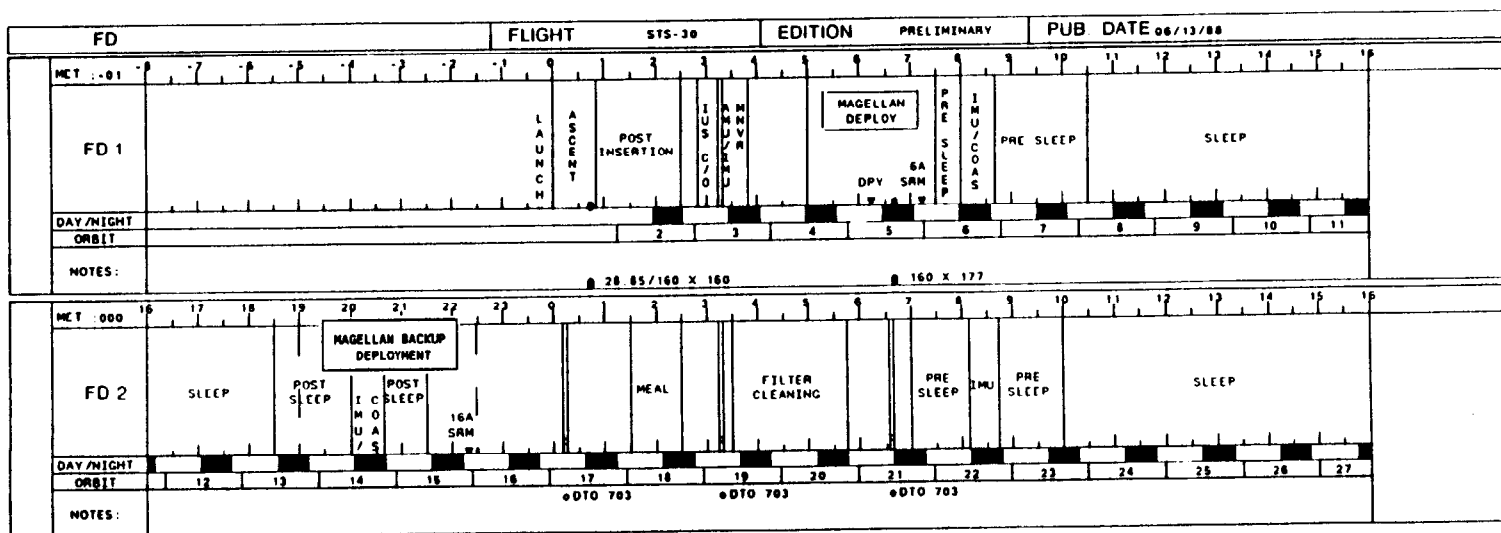 FD FLIGHT STS-30 EDITION PRELIMINARY PUB. DATE 06/13/88
MET :-01 -8 -7 -6 -5 -4 -3 -2 -1 0 1 2 3 4 5 6 7 8 9 10 11 12 13 14 15 16
FD 1
LAUNCH
ASCENT
POST INSERTION
IUS C/O
RMU/IMU
MNVR
MAGELLAN DEPLOY
DPY
6A SRM
PRE SLEEP
IMU/COAS
PRE SLEEP
SLEEP
DAY/NIGHT
ORBIT 2 3 4 5 6 7 8 9 10 11
NOTES: 28.85/160 X 160 160 X 177
MET :000 16 17 18 19 20 21 22 23 0 1 2 3 4 5 6 7 8 9 10 11 12 13 14 15 16
FD 2
SLEEP
POST SLEEP
MAGELLAN BACKUP DEPLOYMENT
IMU/
COAS
POST SLEEP
16A SRM
MEAL
FILTER CLEANING
PRE SLEEP
IMU
PRE SLEEP
SLEEP
DAY/NIGHT
ORBIT 12 13 14 15 16 17 18 19 20 21 22 23 24 25 26 27
DTO 703 DTO 703 DTO 703
NOTES: